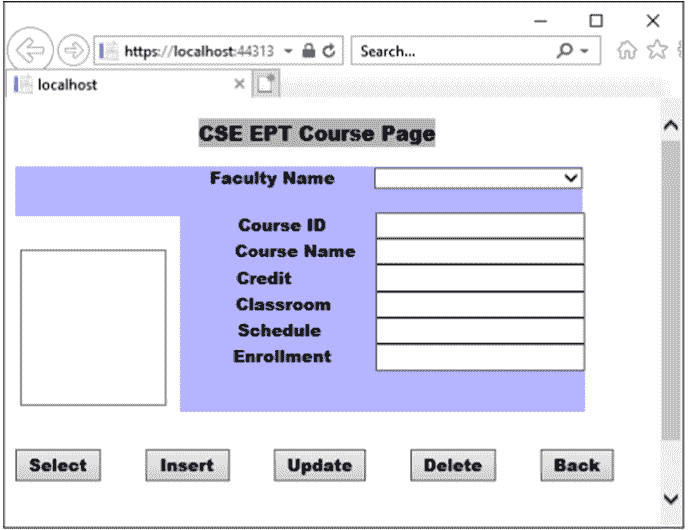 https://localhost:44313
Search...
localhost
CSE EPT Course Page
Faculty Name
Course ID
Course Name
Credit
Classroom
Schedule
Enrollment
Select Insert Update Delete Back